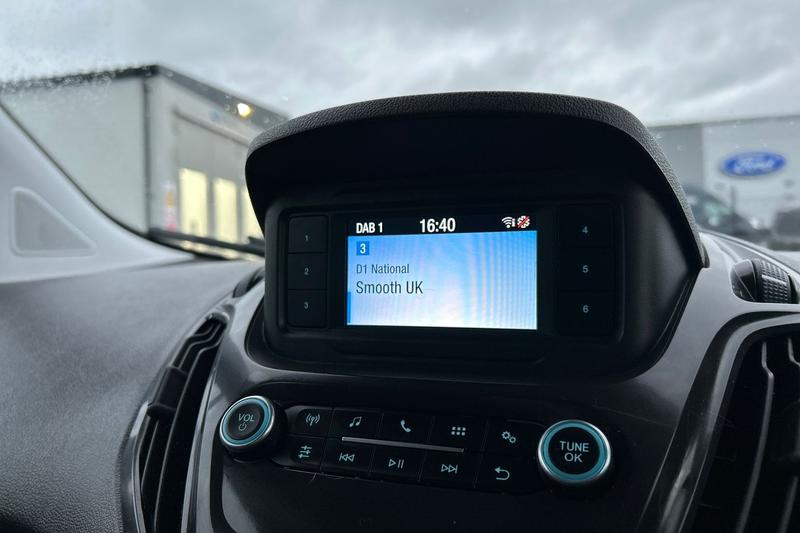 Ford
DAB 1 16:40
3
D1 National
Smooth UK
1
2
3
4
5
6
VOL
TUNE
OK